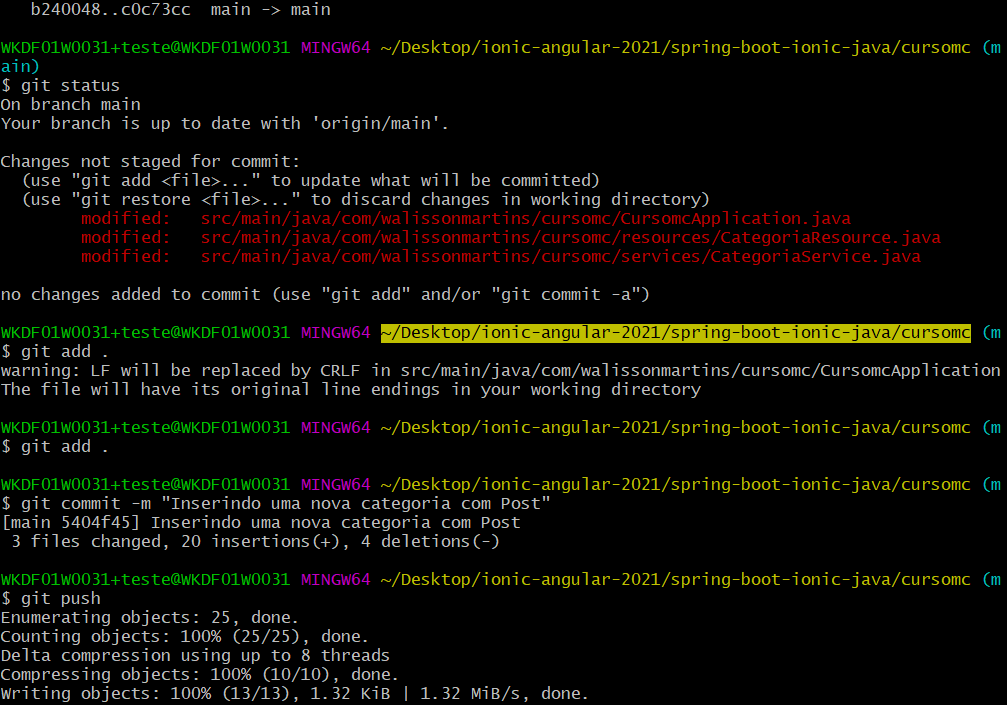 b240048..c0c73cc  main -> main

WKDF01W0031+teste@WKDF01W0031 MINGW64 ~/Desktop/ionic-angular-2021/spring-boot-ionic-java/cursomc (m
ain)
$ git status
On branch main
Your branch is up to date with 'origin/main'.

Changes not staged for commit:
  (use "git add <file>..." to update what will be committed)
  (use "git restore <file>..." to discard changes in working directory)
        modified:   src/main/java/com/walissonmartins/cursomc/CursomcApplication.java
        modified:   src/main/java/com/walissonmartins/cursomc/resources/CategoriaResource.java
        modified:   src/main/java/com/walissonmartins/cursomc/services/CategoriaService.java

no changes added to commit (use "git add" and/or "git commit -a")

WKDF01W0031+teste@WKDF01W0031 MINGW64 ~/Desktop/ionic-angular-2021/spring-boot-ionic-java/cursomc (m
$ git add .
warning: LF will be replaced by CRLF in src/main/java/com/walissonmartins/cursomc/CursomcApplication
The file will have its original line endings in your working directory

WKDF01W0031+teste@WKDF01W0031 MINGW64 ~/Desktop/ionic-angular-2021/spring-boot-ionic-java/cursomc (m
$ git add .

WKDF01W0031+teste@WKDF01W0031 MINGW64 ~/Desktop/ionic-angular-2021/spring-boot-ionic-java/cursomc (m
$ git commit -m "Inserindo uma nova categoria com Post"
[main 5404f45] Inserindo uma nova categoria com Post
 3 files changed, 20 insertions(+), 4 deletions(-)

WKDF01W0031+teste@WKDF01W0031 MINGW64 ~/Desktop/ionic-angular-2021/spring-boot-ionic-java/cursomc (m
$ git push
Enumerating objects: 25, done.
Counting objects: 100% (25/25), done.
Delta compression using up to 8 threads
Compressing objects: 100% (10/10), done.
Writing objects: 100% (13/13), 1.32 KiB | 1.32 MiB/s, done.